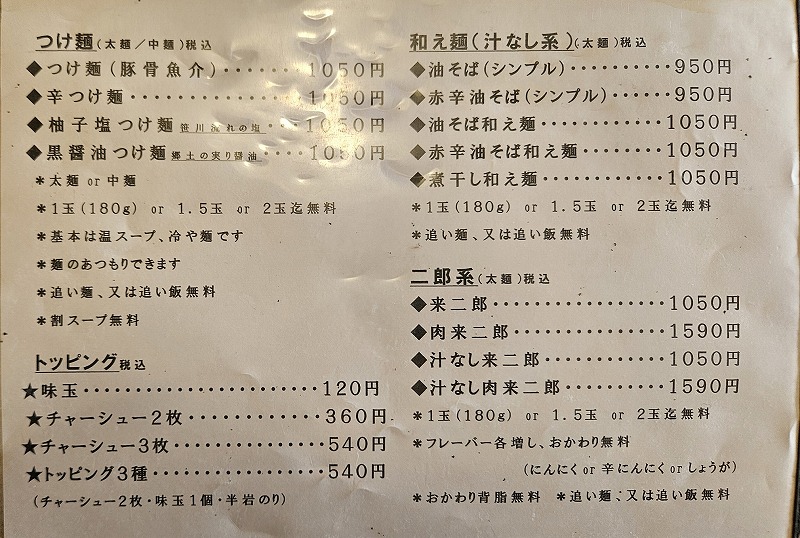 つけ麺(太麺／中麺)税込
◆つけ麺(豚骨魚介)・・・・・・・1050円
◆辛つけ麺・・・・・・・・・・・・1050円
◆柚子塩つけ麺 笹川流れの塩・・・1050円
◆黒醤油つけ麺 郷土の実り醤油・・・・1050円
＊太麺 or 中麺
＊1玉(180g) or 1.5玉 or 2玉迄無料
＊基本は温スープ、冷や麺です
＊麺のあつもりできます
＊追い麺、又は追い飯無料
＊割スープ無料
トッピング税込
★味玉・・・・・・・・・・・・・・・・・・120円
★チャーシュー2枚・・・・・・・・・・・・360円
★チャーシュー3枚・・・・・・・・・・・・・540円
★トッピング3種・・・・・・・・・・・・・・540円
(チャーシュー2枚・味玉1個・半岩のり)
和え麺(汁なし系)(太麺)税込
◆油そば(シンプル)・・・・・・・・・950円
◆赤辛油そば(シンプル)・・・・・・950円
◆油そば和え麺・・・・・・・・・・・・1050円
◆赤辛油そば和え麺・・・・・・・・1050円
◆煮干し和え麺・・・・・・・・・・・・1050円
＊1玉(180g) or 1.5玉 or 2玉迄無料
＊追い麺、又は追い飯無料
二郎系(太麺)税込
◆来二郎・・・・・・・・・・・・・・・・・1050円
◆肉来二郎・・・・・・・・・・・・・・・1590円
◆汁なし来二郎・・・・・・・・・・・・1050円
◆汁なし肉来二郎・・・・・・・・・・1590円
＊1玉(180g) or 1.5玉 or 2玉迄無料
＊フレーバー各増し、おかわり無料
(にんにく or 辛にんにく or しょうが)
＊おかわり背脂無料 ＊追い麺、又は追い飯無料